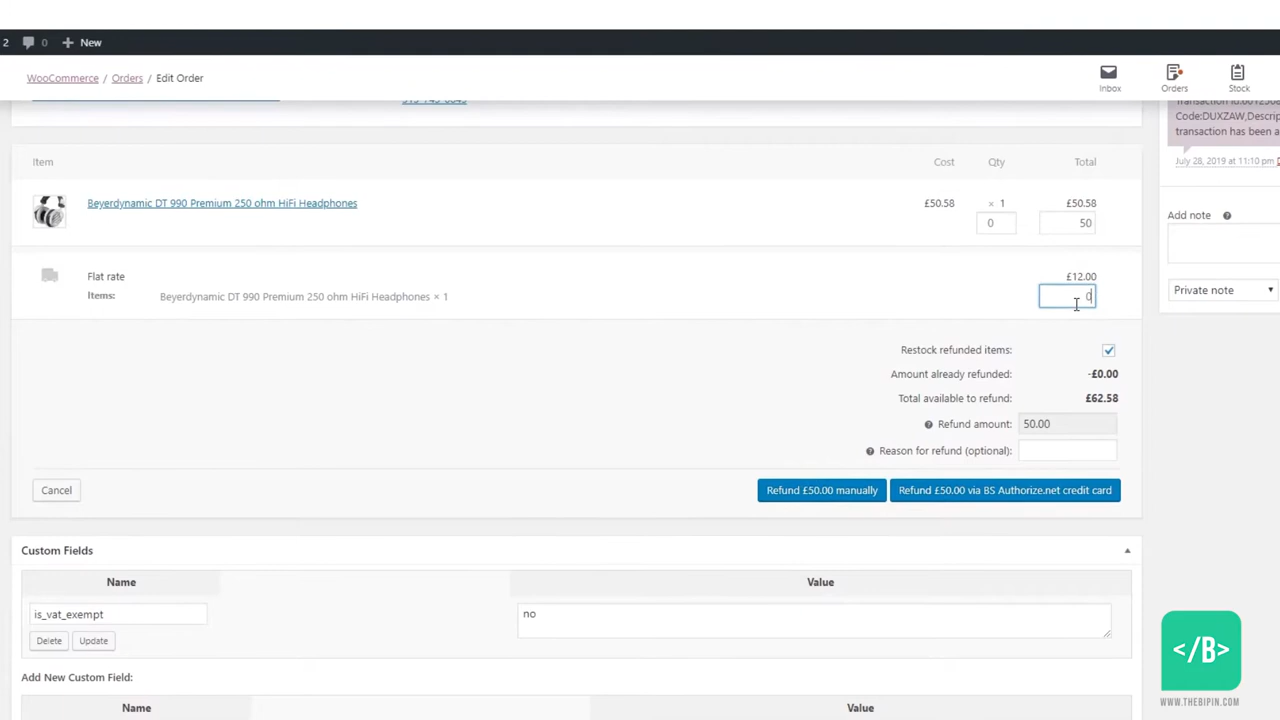 2 0 New
WooCommerce / Orders / Edit Order
Inbox Orders Stock
Code:DUXZAW,Descrip
transaction has been a
July 28, 2019 at 11:10 pm
Item Cost Qty Total
Beyerdynamic DT 990 Premium 250 ohm HiFi Headphones £50.58 × 1 £50.58
0 50
Add note
Flat rate £12.00
Items: Beyerdynamic DT 990 Premium 250 ohm HiFi Headphones × 1 0
Private note
Restock refunded items:
Amount already refunded: -£0.00
Total available to refund: £62.58
Refund amount: 50.00
Reason for refund (optional):
Cancel Refund £50.00 manually Refund £50.00 via BS Authorize.net credit card
Custom Fields
Name Value
is_vat_exempt no
Delete Update
Add New Custom Field:
Name Value
</B>
WWW.THEBIPIN.COM